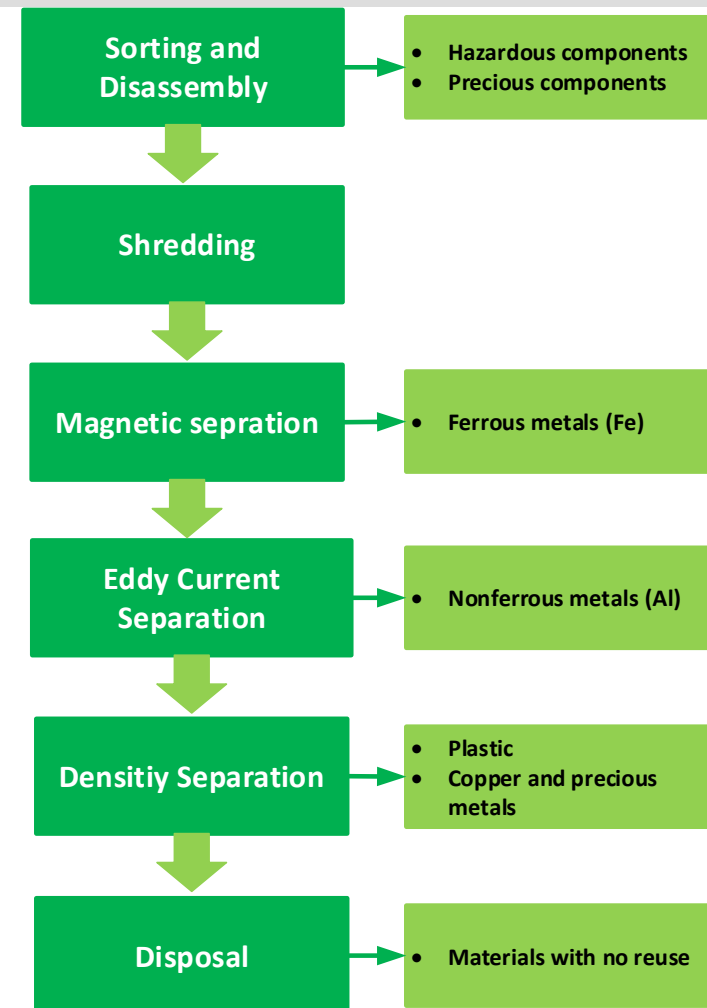 Sorting and
Disassembly
• Hazardous components
• Precious components
Shredding
Magnetic sepration
• Ferrous metals (Fe)
Eddy Current
Separation
• Nonferrous metals (Al)
Densitiy Separation
• Plastic
• Copper and precious
metals
Disposal
• Materials with no reuse